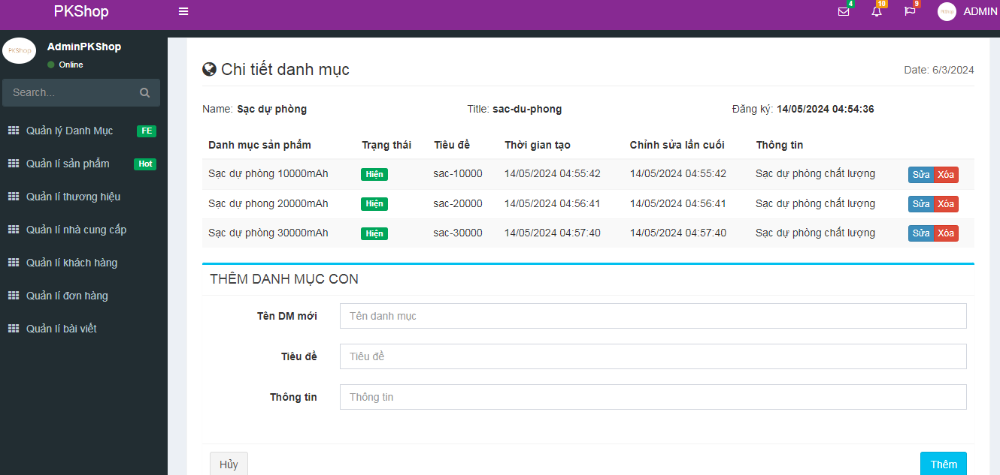 PKShop
4
10
9
PKShop
ADMIN
PKShop
AdminPKShop
Online
Search...
Quản lý Danh Mục FE
Quản lí sản phẩm Hot
Quản lí thương hiệu
Quản lí nhà cung cấp
Quản lí khách hàng
Quản lí đơn hàng
Quản lí bài viết
Chi tiết danh mục
Date: 6/3/2024
Name: Sạc dự phòng Title: sac-du-phong Đăng ký: 14/05/2024 04:54:36
Danh mục sản phẩm Trạng thái Tiêu đề Thời gian tạo Chỉnh sửa lần cuối Thông tin
Sạc dự phòng 10000mAh Hiện sac-10000 14/05/2024 04:55:42 14/05/2024 04:55:42 Sạc dự phòng chất lượng Sửa Xóa
Sạc dự phong 20000mAh Hiện sac-20000 14/05/2024 04:56:41 14/05/2024 04:56:41 Sạc dự phòng chất lượng Sửa Xóa
Sạc dự phòng 30000mAh Hiện sac-30000 14/05/2024 04:57:40 14/05/2024 04:57:40 Sạc dự phòng chất lượng Sửa Xóa
THÊM DANH MỤC CON
Tên DM mới Tên danh mục
Tiêu đề Tiêu đề
Thông tin Thông tin
Hủy Thêm